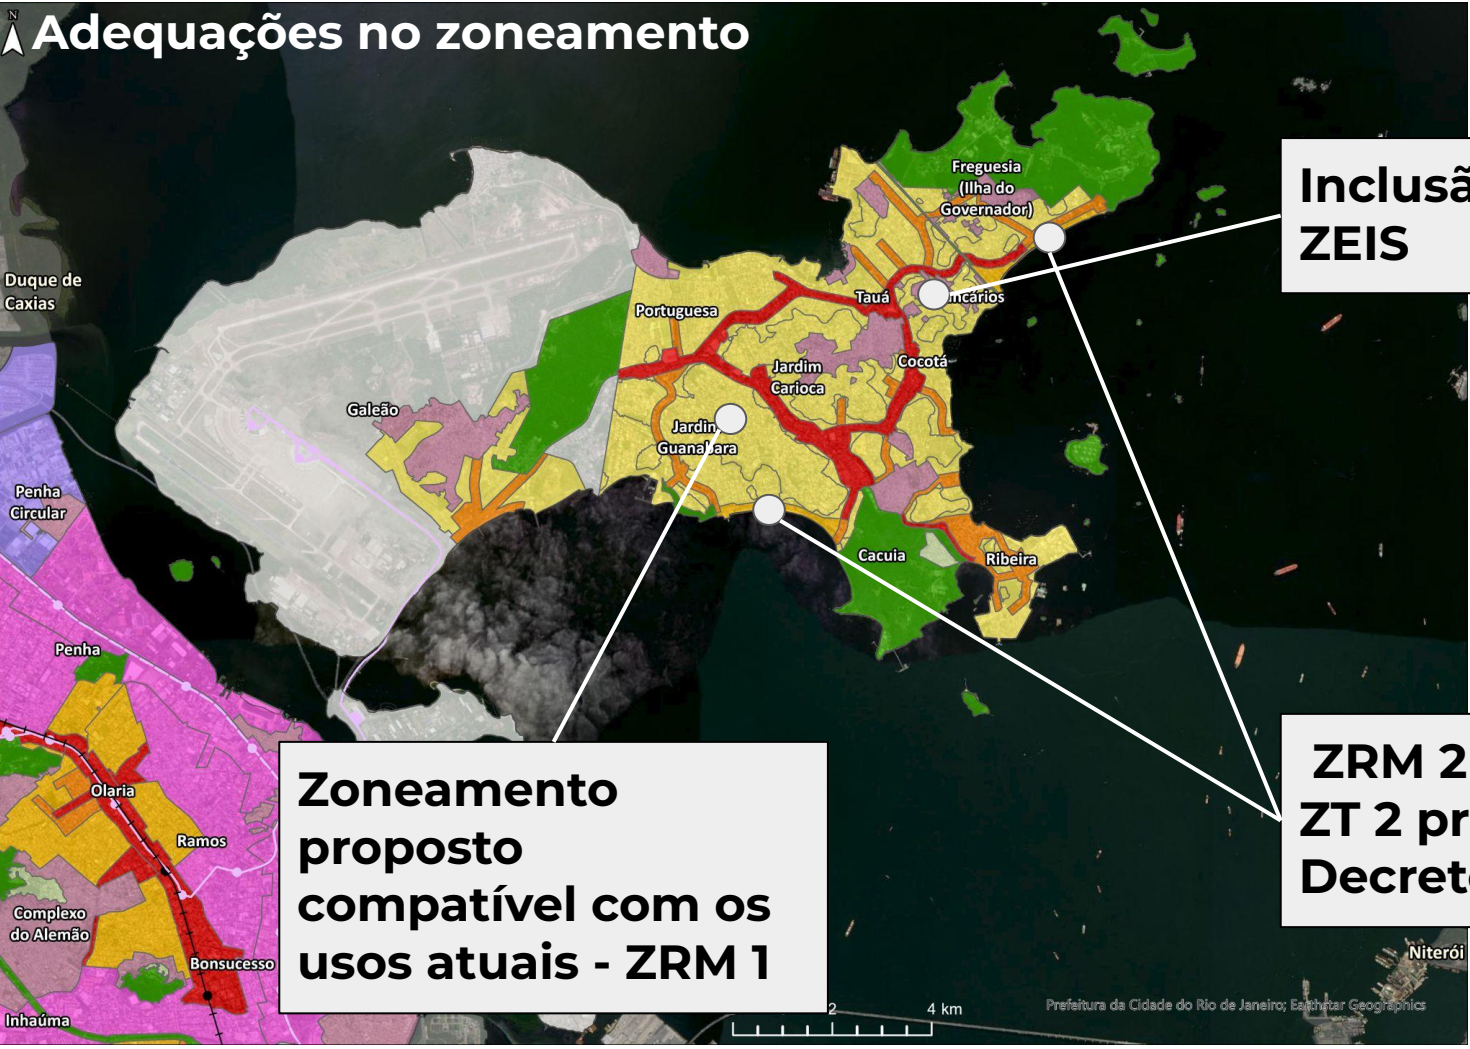 N
Adequações no zoneamento
Freguesia
(Ilha do
Governador)
Inclusã
ZEIS
Duque de
Caxias
Portuguesa
Tauá
ncários
Jardim
Carioca
Cocotá
Galeão
Jardin
Guanabara
Penha
Circular
Cacuia
Ribeira
Penha
Olaria
Ramos
Complexo
do Alemão
Bonsucesso
Inhaúma
Zoneamento
proposto
compatível com os
usos atuais - ZRM 1
ZRM 2
ZT 2 pr
Decreto
Niterói
2
4 km
Prefeitura da Cidade do Rio de Janeiro; Earthstar Geographics